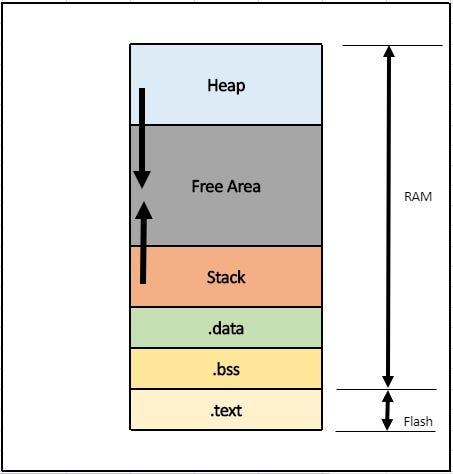 Heap
Free Area
RAM
Stack
.data
.bss
.text
Flash